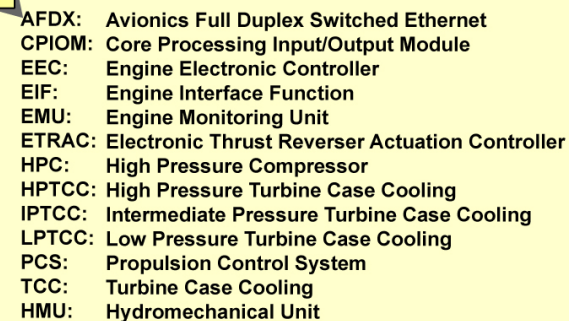 AFDX: Avionics Full Duplex Switched Ethernet
CPIOM: Core Processing Input/Output Module
EEC: Engine Electronic Controller
EIF: Engine Interface Function
EMU: Engine Monitoring Unit
ETRAC: Electronic Thrust Reverser Actuation Controller
HPC: High Pressure Compressor
HPTCC: High Pressure Turbine Case Cooling
IPTCC: Intermediate Pressure Turbine Case Cooling
LPTCC: Low Pressure Turbine Case Cooling
PCS: Propulsion Control System
TCC: Turbine Case Cooling
HMU: Hydromechanical Unit